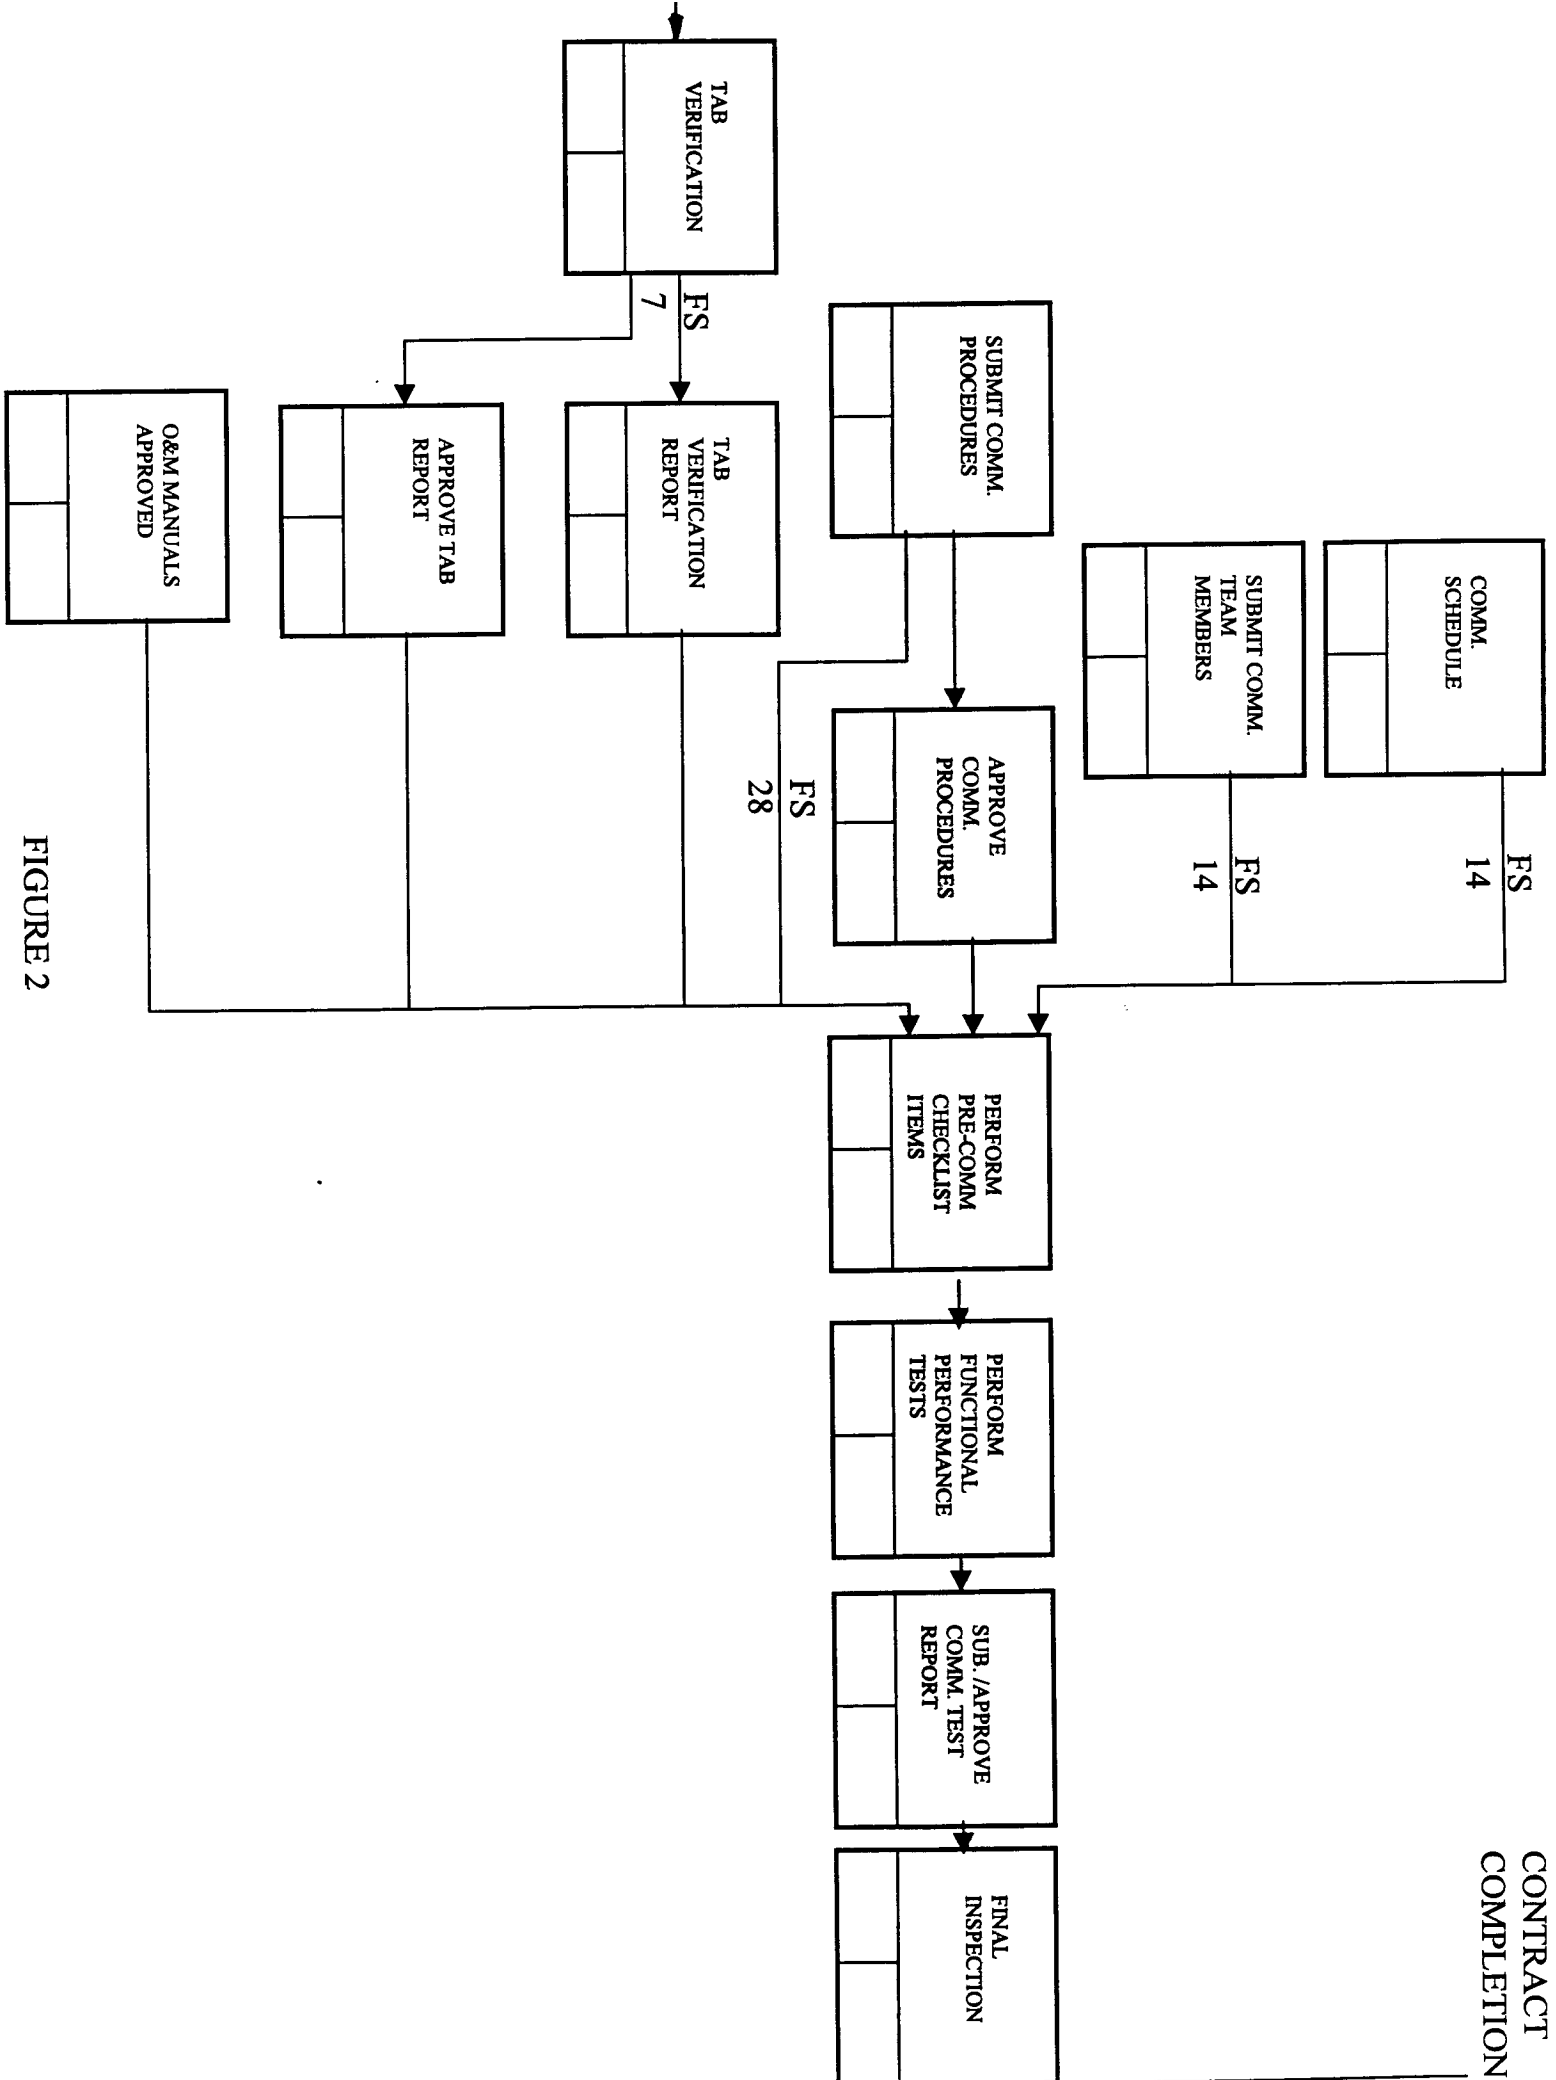 CONTRACT
COMPLETION
COMM.
SCHEDULE
FS
14
SUBMIT COMM.
TEAM
MEMBERS
FS
14
SUBMIT COMM.
PROCEDURES
APPROVE
COMM.
PROCEDURES
PERFORM
PRE-COMM
CHECKLIST
ITEMS
PERFORM
FUNCTIONAL
PERFORMANCE
TESTS
SUB. /APPROVE
COMM. TEST
REPORT
FINAL
INSPECTION
FS
28
TAB
VERIFICATION
FS
7
TAB
VERIFICATION
REPORT
APPROVE TAB
REPORT
O&M MANUALS
APPROVED
FIGURE 2